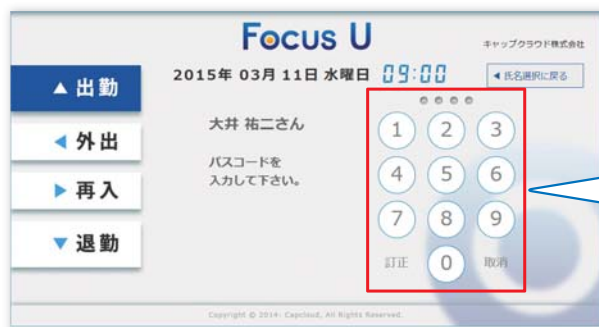 Focus U
キャップクラウド株式会社
2015年 03月 11日 水曜日 09:00
◀ 氏名選択に戻る
▲ 出勤
◀ 外出
▶ 再入
▼ 退勤
大井 祐二さん
パスコードを
入力して下さい。
1 2 3
4 5 6
7 8 9
訂正 0 取消
Copyright © 2014- Capcloud, All Rights Reserved.